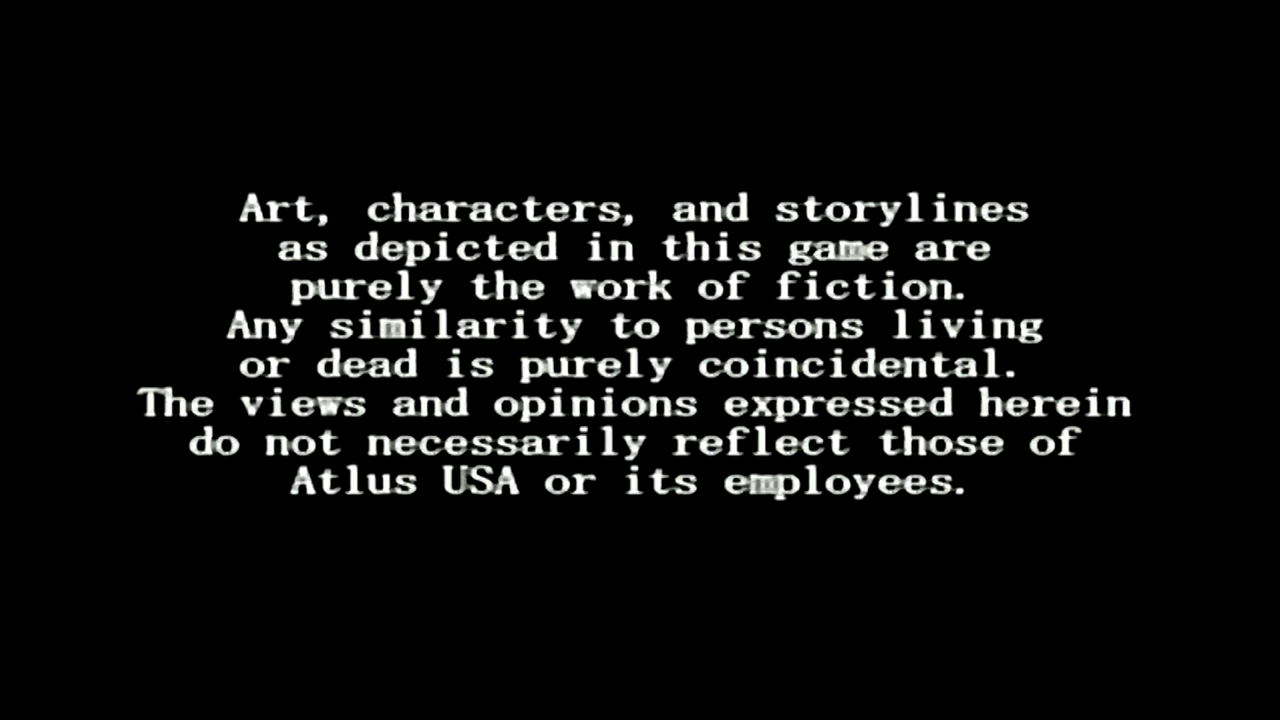 Art, characters, and storylines
as depicted in this game are
purely the work of fiction.
Any similarity to persons living
or dead is purely coincidental.
The views and opinions expressed herein
do not necessarily reflect those of
Atlus USA or its employees.